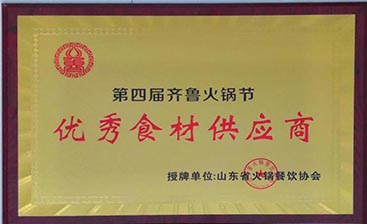 第四届齐鲁火锅节
优秀食材供应商
授牌单位:山东省火锅餐饮协会